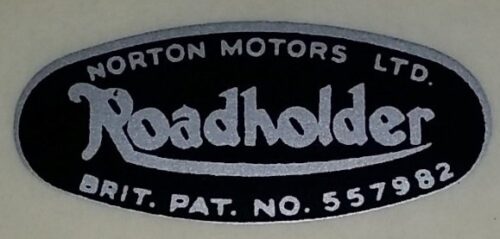 NORTON MOTORS LTD.
Roadholder
BRIT. PAT. NO. 557982